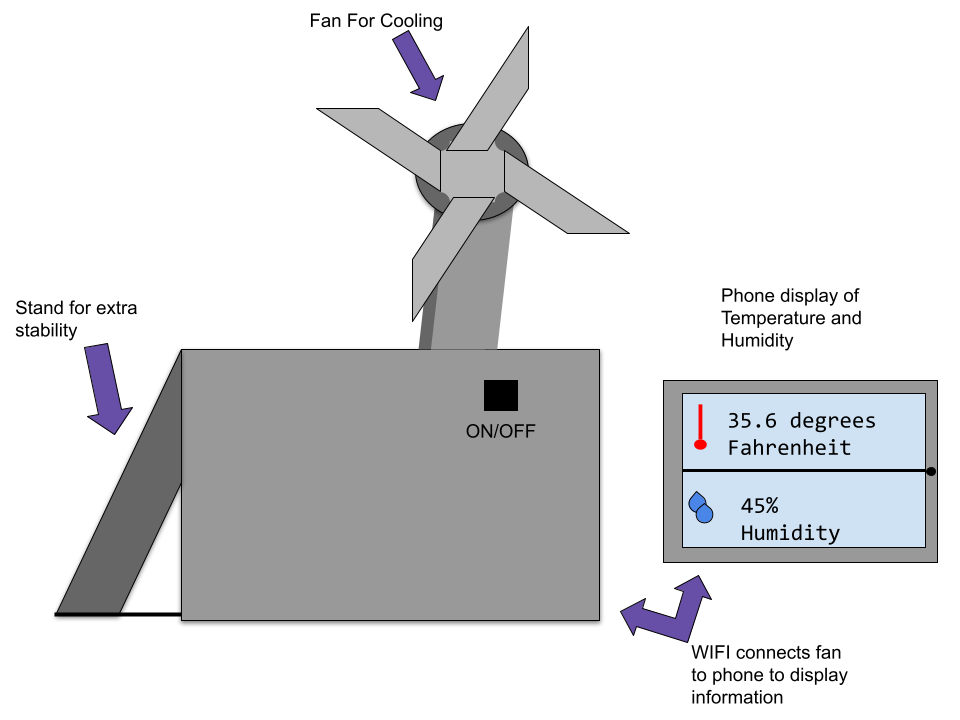 Fan For Cooling
Stand for extra
stability
ON/OFF
Phone display of
Temperature and
Humidity
35.6 degrees
Fahrenheit
45%
Humidity
WIFI connects fan
to phone to display
information